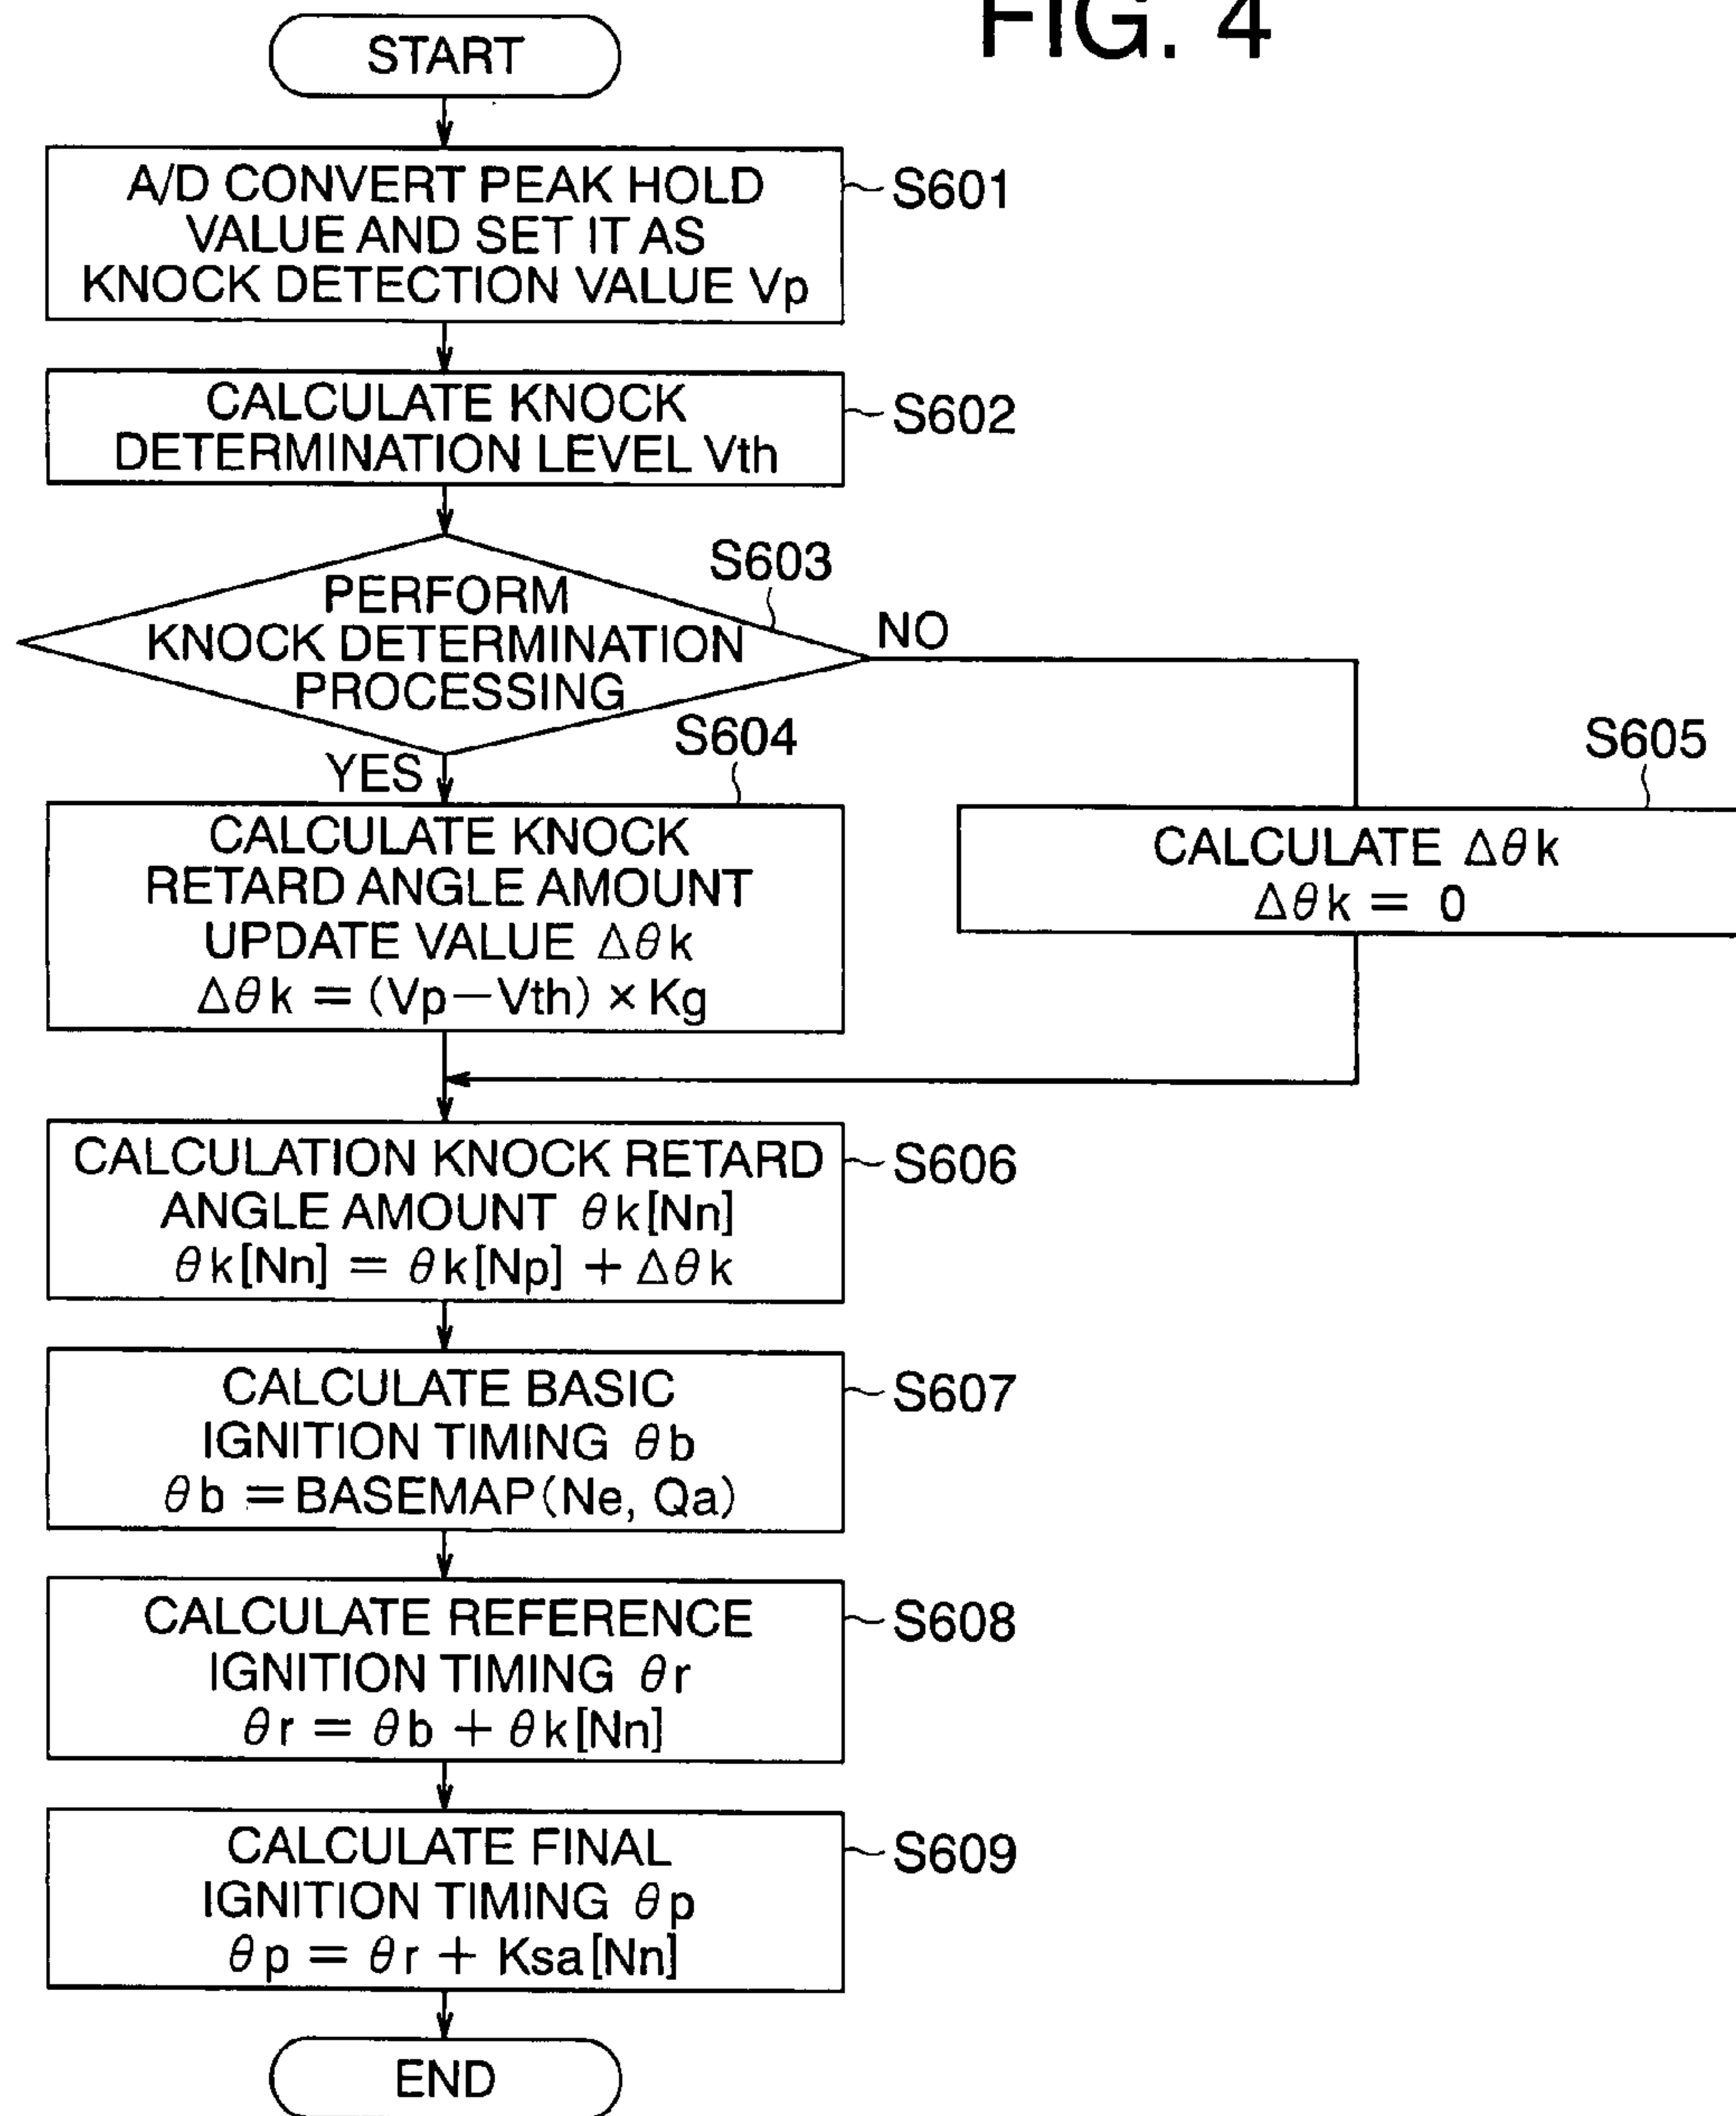 FIG. 4
START
A/D CONVERT PEAK HOLD
VALUE AND SET IT AS
KNOCK DETECTION VALUE Vp
S601
CALCULATE KNOCK
DETERMINATION LEVEL Vth
S602
PERFORM
KNOCK DETERMINATION
PROCESSING
S603
NO
YES
S604
CALCULATE KNOCK
RETARD ANGLE AMOUNT
UPDATE VALUE Δθk
Δθk = (Vp－Vth) × Kg
S605
CALCULATE Δθk
Δθk = 0
CALCULATION KNOCK RETARD
ANGLE AMOUNT θk[Nn]
θk[Nn] = θk[Np] + Δθk
S606
CALCULATE BASIC
IGNITION TIMING θb
θb = BASEMAP(Ne, Qa)
S607
CALCULATE REFERENCE
IGNITION TIMING θr
θr = θb + θk[Nn]
S608
CALCULATE FINAL
IGNITION TIMING θp
θp = θr + Ksa[Nn]
S609
END